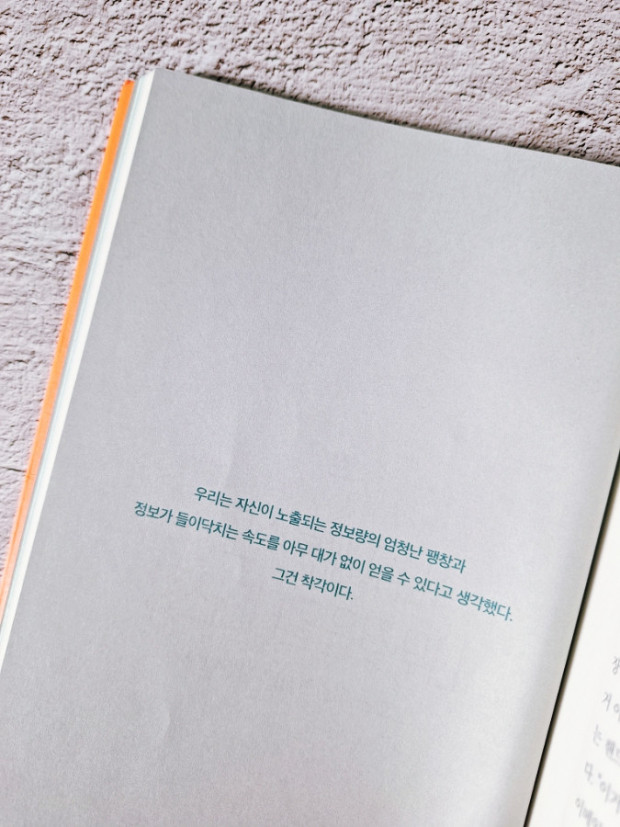 우리는 자신이 노출되는 정보량의 엄청난 팽창과
정보가 들이닥치는 속도를 아무 대가 없이 얻을 수 있다고 생각했다.
그건 착각이다.